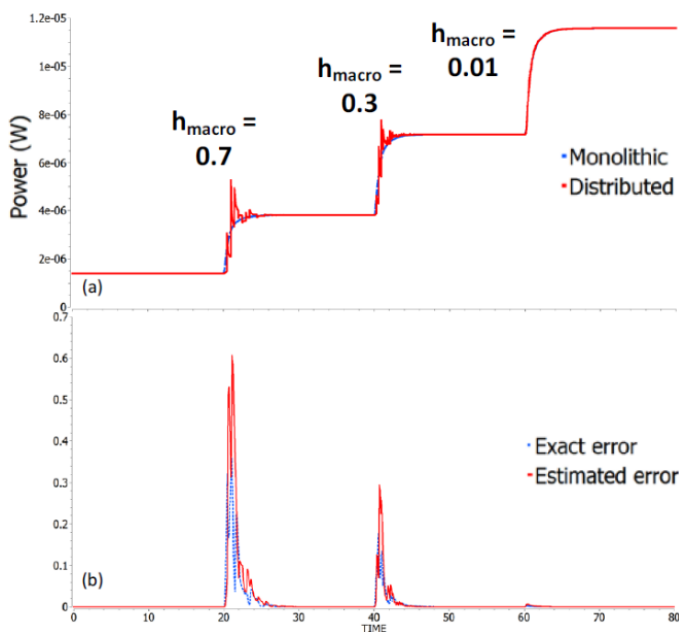 1.2e-05
1e-05
8e-06
6e-06
4e-06
2e-06
0
Power (W)
h_macro =
0.7
h_macro =
0.3
h_macro =
0.01
Monolithic
Distributed
(a)
0.7
0.6
0.5
0.4
0.3
0.2
0.1
0
Exact error
Estimated error
(b)
0 10 20 30 40 50 60 70 80
TIME